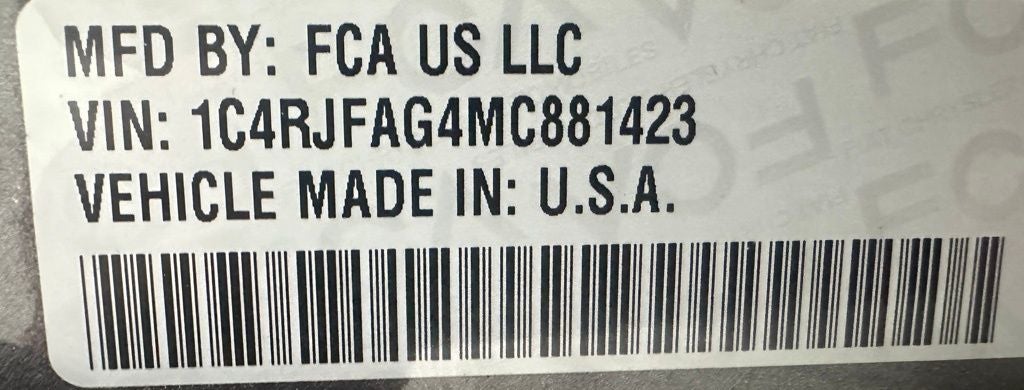 MFD BY: FCA US LLC
VIN: 1C4RJFAG4MC881423
VEHICLE MADE IN: U.S.A.